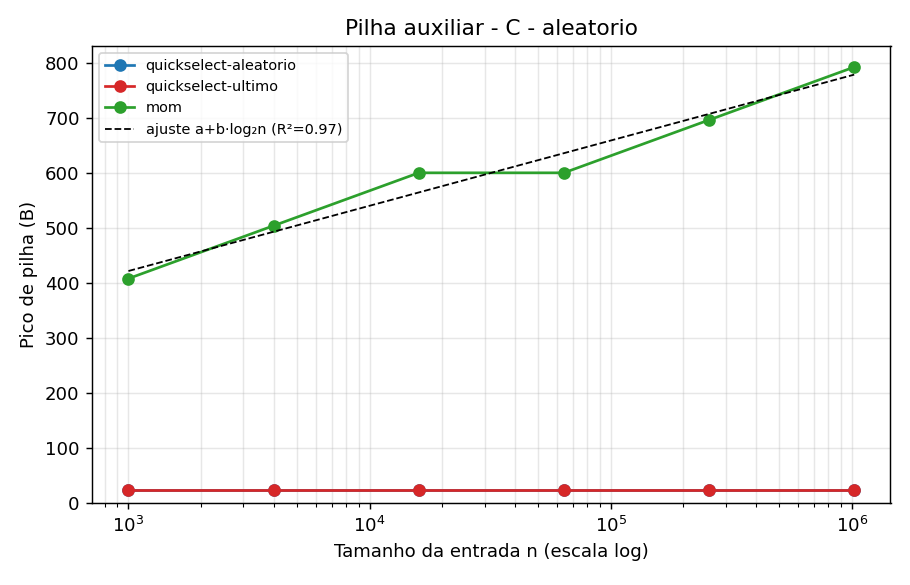 Pilha auxiliar - C - aleatorio
quickselect-aleatorio
quickselect-ultimo
mom
ajuste a+b·log₂n (R²=0.97)
Pico de pilha (B)
800
700
600
500
400
300
200
100
0
10³
10⁴
10⁵
10⁶
Tamanho da entrada n (escala log)